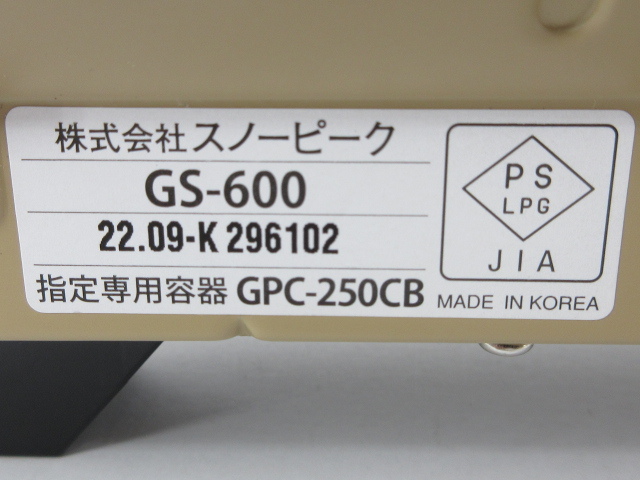 株式会社スノーピーク
GS-600
22.09-K 296102
指定専用容器 GPC-250CB
PS
LPG
JIA
MADE IN KOREA